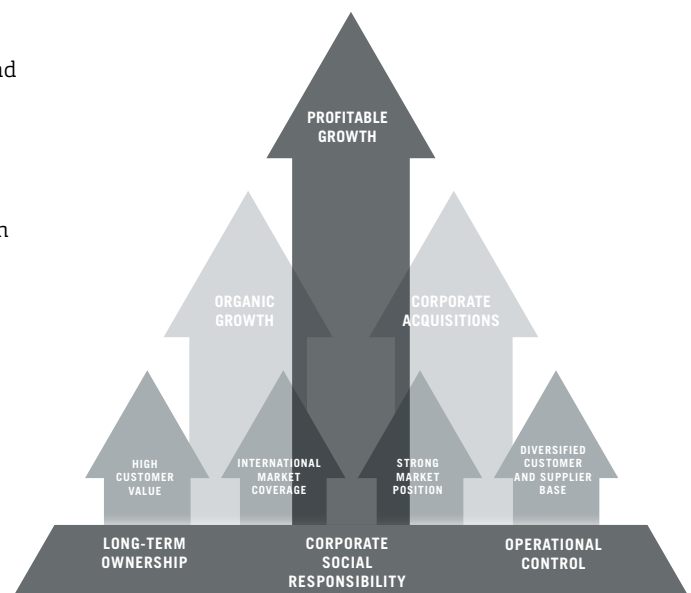 PROFITABLE
GROWTH
ORGANIC
GROWTH
CORPORATE
ACQUISITIONS
HIGH
CUSTOMER
VALUE
INTERNATIONAL
MARKET
COVERAGE
STRONG
MARKET
POSITION
DIVERSIFIED
CUSTOMER
AND SUPPLIER
BASE
LONG-TERM
OWNERSHIP
CORPORATE
SOCIAL
RESPONSIBILITY
OPERATIONAL
CONTROL